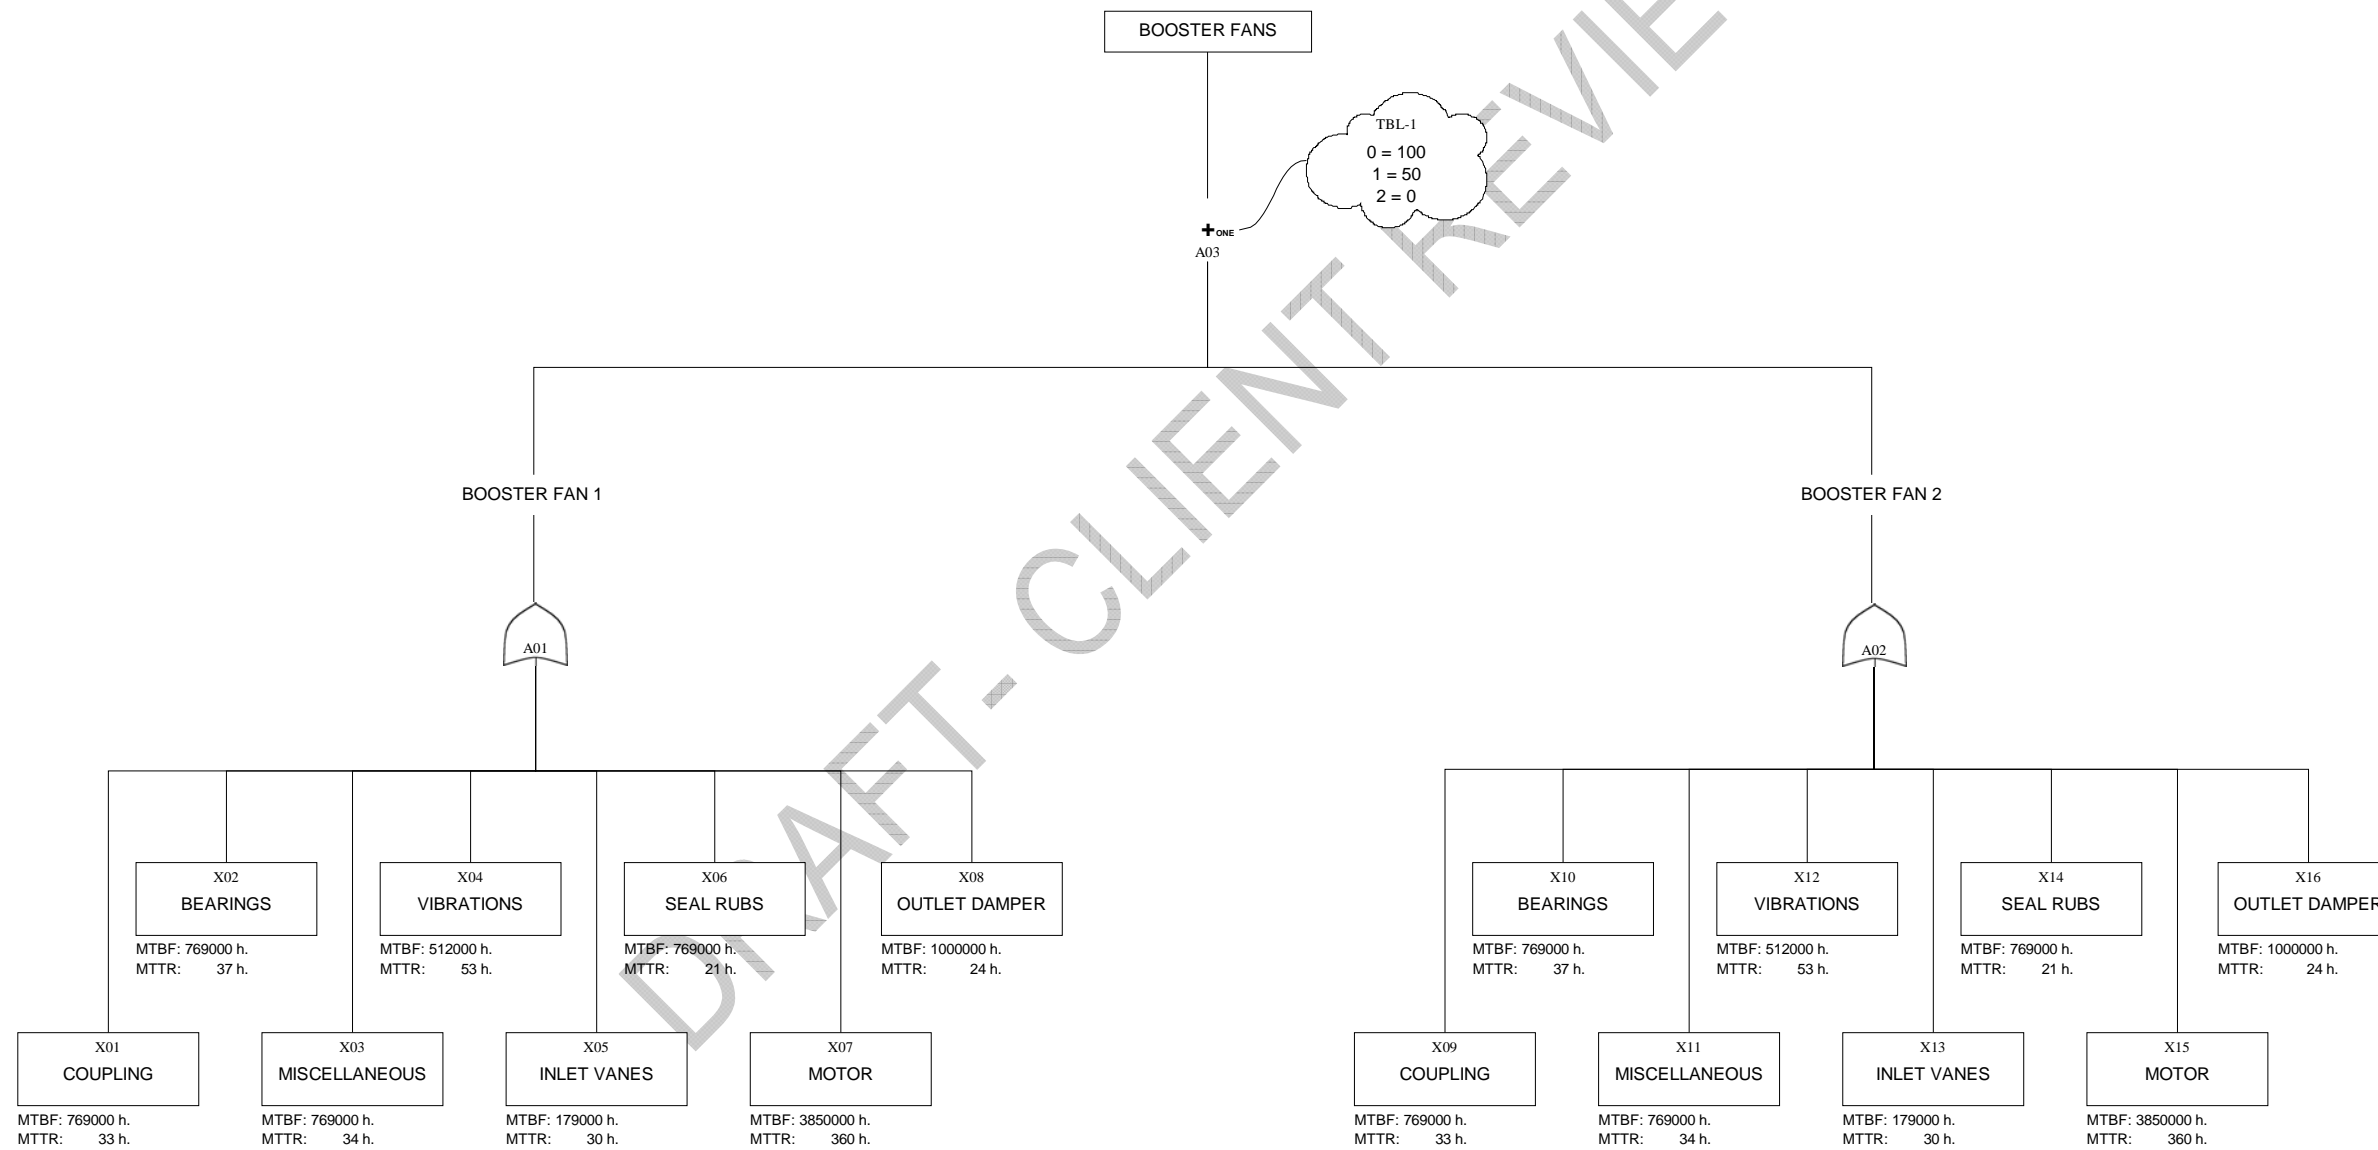 BOOSTER FANS
TBL-1
0 = 100
1 = 50
2 = 0
+ONE
A03
BOOSTER FAN 1
BOOSTER FAN 2
A01
A02
X02
BEARINGS
MTBF: 769000 h.
MTTR: 37 h.
X04
VIBRATIONS
MTBF: 512000 h.
MTTR: 53 h.
X06
SEAL RUBS
MTBF: 769000 h.
MTTR: 21 h.
X08
OUTLET DAMPER
MTBF: 1000000 h.
MTTR: 24 h.
X10
BEARINGS
MTBF: 769000 h.
MTTR: 37 h.
X12
VIBRATIONS
MTBF: 512000 h.
MTTR: 53 h.
X14
SEAL RUBS
MTBF: 769000 h.
MTTR: 21 h.
X16
OUTLET DAMPER
MTBF: 1000000 h.
MTTR: 24 h.
X01
COUPLING
MTBF: 769000 h.
MTTR: 33 h.
X03
MISCELLANEOUS
MTBF: 769000 h.
MTTR: 34 h.
X05
INLET VANES
MTBF: 179000 h.
MTTR: 30 h.
X07
MOTOR
MTBF: 3850000 h.
MTTR: 360 h.
X09
COUPLING
MTBF: 769000 h.
MTTR: 33 h.
X11
MISCELLANEOUS
MTBF: 769000 h.
MTTR: 34 h.
X13
INLET VANES
MTBF: 179000 h.
MTTR: 30 h.
X15
MOTOR
MTBF: 3850000 h.
MTTR: 360 h.
DRAFT - CLIENT REVIE